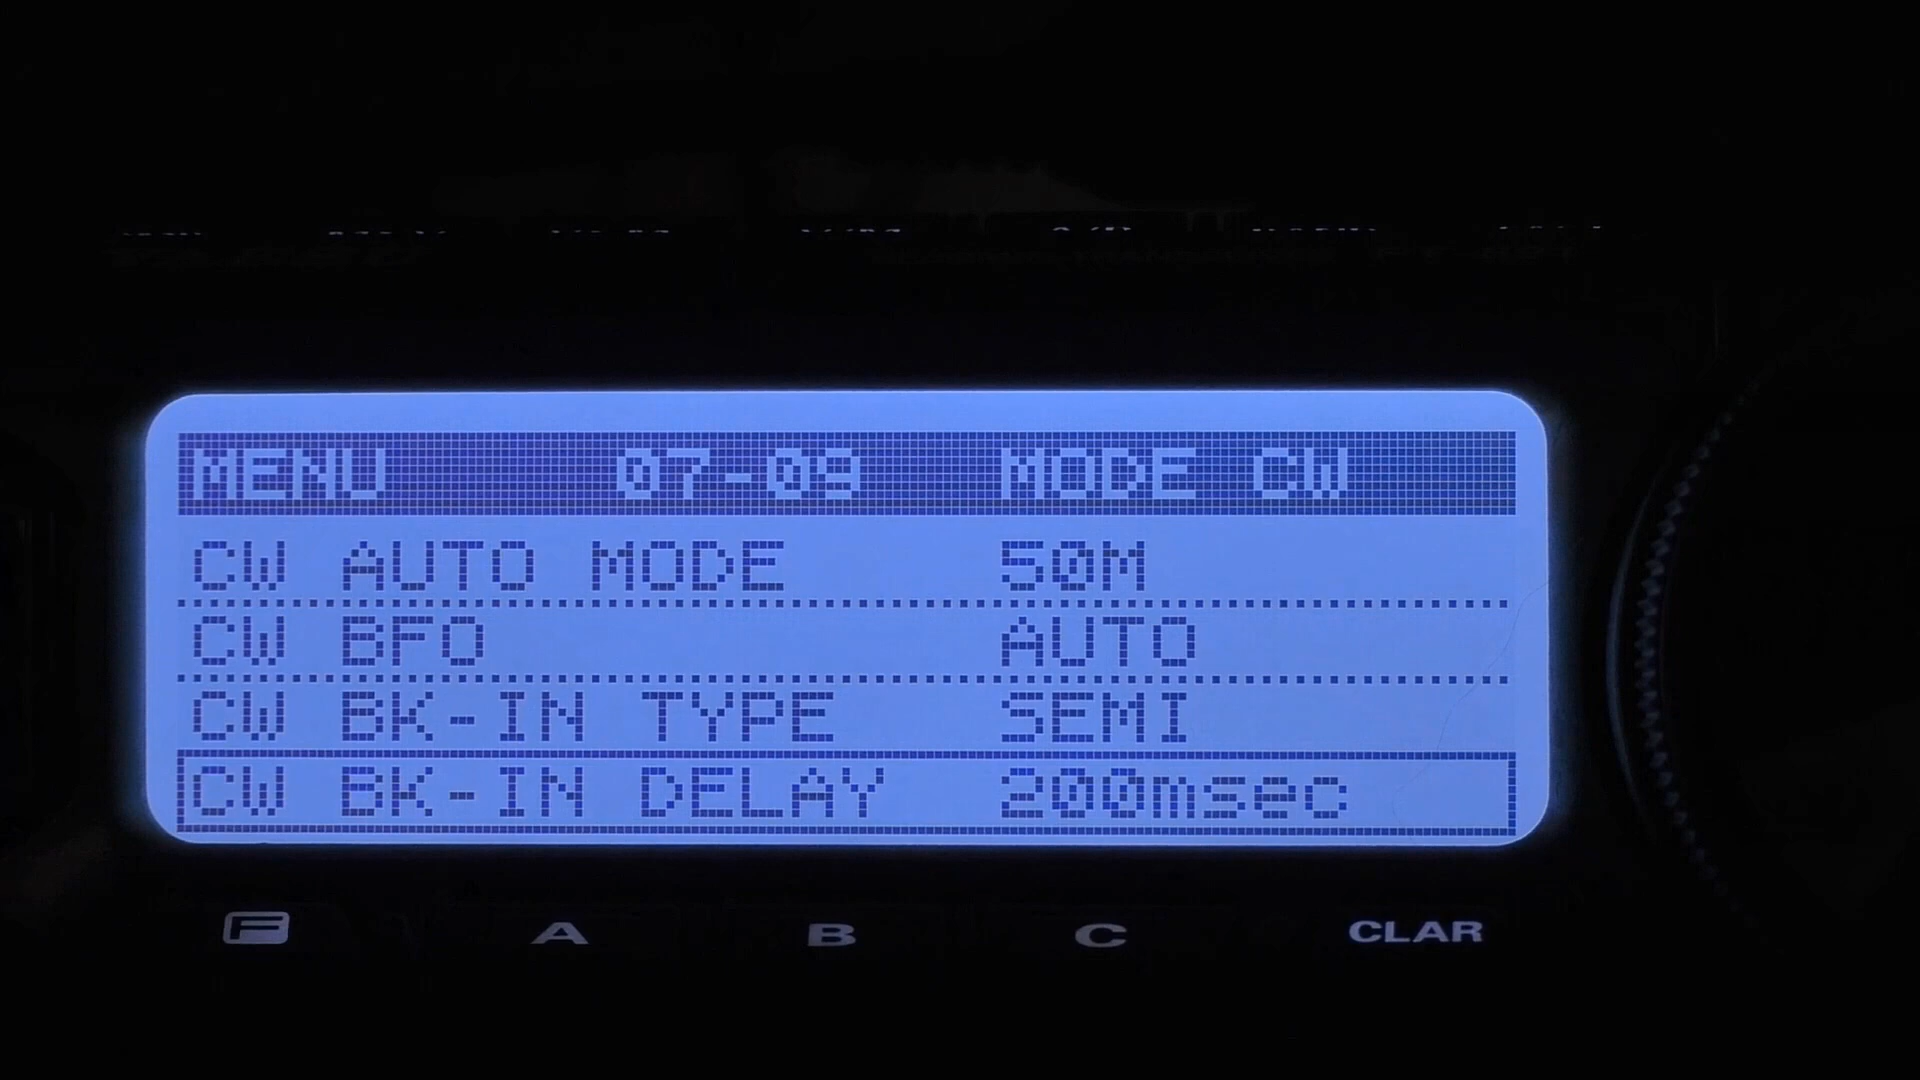 MENU 07-09 MODE CW
CW AUTO MODE 50M
CW BFO AUTO
CW BK-IN TYPE SEMI
CW BK-IN DELAY 200msec
F A B C CLAR